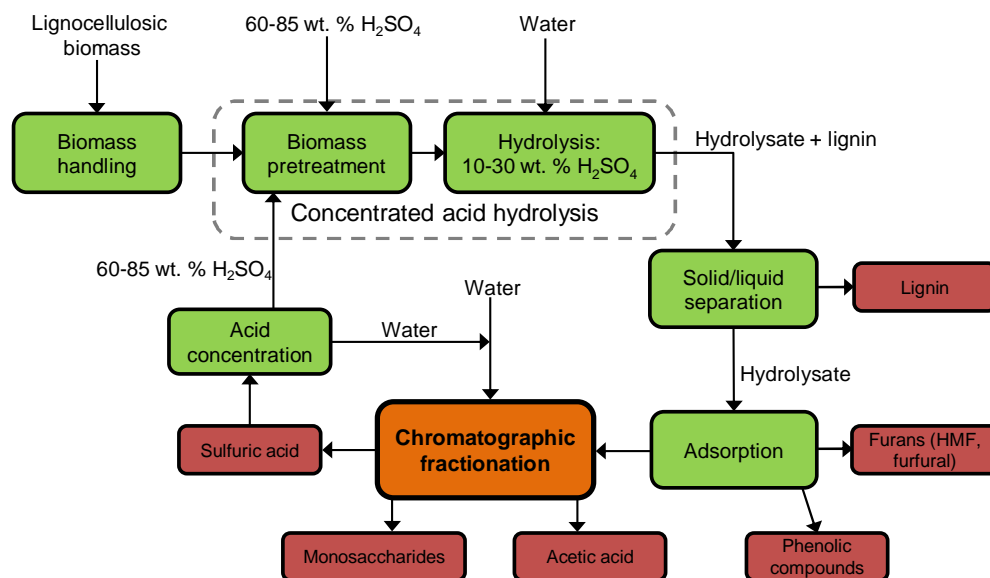 Lignocellulosic
biomass
60-85 wt. % H₂SO₄
Water
Biomass
handling
Biomass
pretreatment
Hydrolysis:
10-30 wt. % H₂SO₄
Hydrolysate + lignin
Concentrated acid hydrolysis
60-85 wt. % H₂SO₄
Water
Solid/liquid
separation
Lignin
Acid
concentration
Water
Hydrolysate
Sulfuric acid
Chromatographic
fractionation
Adsorption
Furans (HMF,
furfural)
Monosaccharides
Acetic acid
Phenolic
compounds